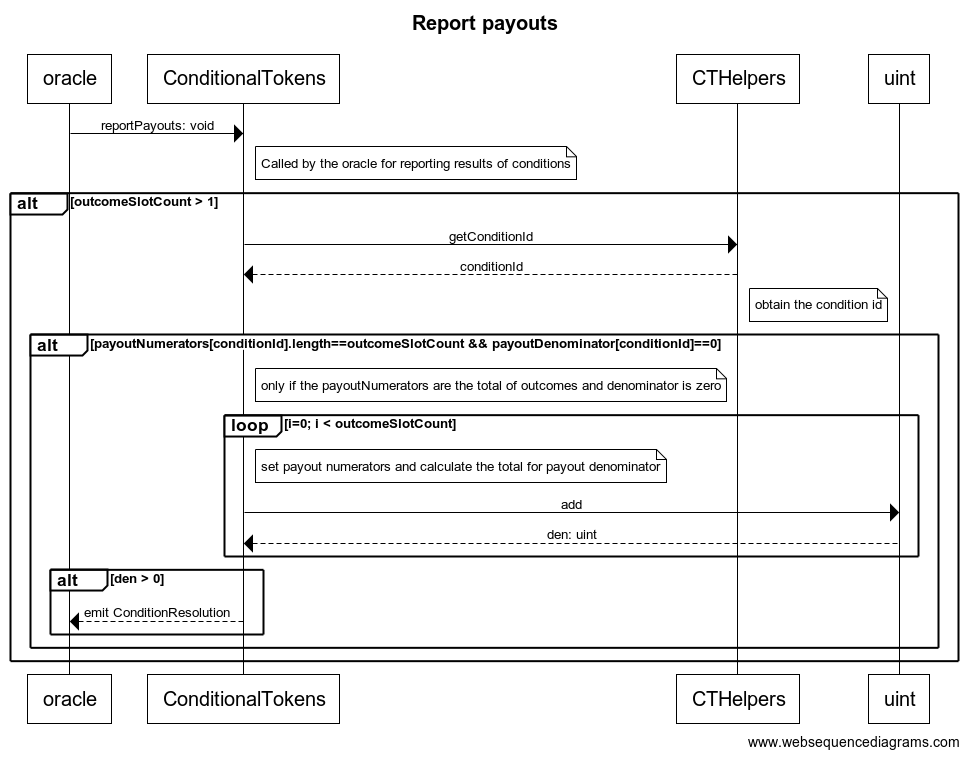 Report payouts
oracle
ConditionalTokens
CTHelpers
uint
reportPayouts: void
Called by the oracle for reporting results of conditions
alt
[outcomeSlotCount > 1]
getConditionId
conditionId
obtain the condition id
alt
[payoutNumerators[conditionId].length==outcomeSlotCount && payoutDenominator[conditionId]==0]
only if the payoutNumerators are the total of outcomes and denominator is zero
loop
[i=0; i < outcomeSlotCount]
set payout numerators and calculate the total for payout denominator
add
den: uint
alt
[den > 0]
emit ConditionResolution
oracle
ConditionalTokens
CTHelpers
uint
www.websequencediagrams.com